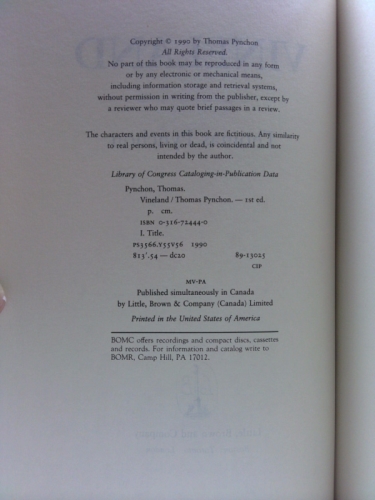 Copyright © 1990 by Thomas Pynchon
All Rights Reserved.
No part of this book may be reproduced in any form
or by any electronic or mechanical means,
including information storage and retrieval systems,
without permission in writing from the publisher, except by
a reviewer who may quote brief passages in a review.
The characters and events in this book are fictitious. Any similarity
to real persons, living or dead, is coincidental and not
intended by the author.
Library of Congress Cataloging-in-Publication Data
Pynchon, Thomas.
Vineland / Thomas Pynchon. — 1st ed.
p. cm.
ISBN 0-316-72444-0
I. Title.
PS3566.Y55V56 1990
813'.54 — dc20 89-15025
CIP
MV-PA
Published simultaneously in Canada
by Little, Brown & Company (Canada) Limited
Printed in the United States of America
BOMC offers recordings and compact discs, cassettes
and records. For information and catalog write to
BOMR, Camp Hill, PA 17012.